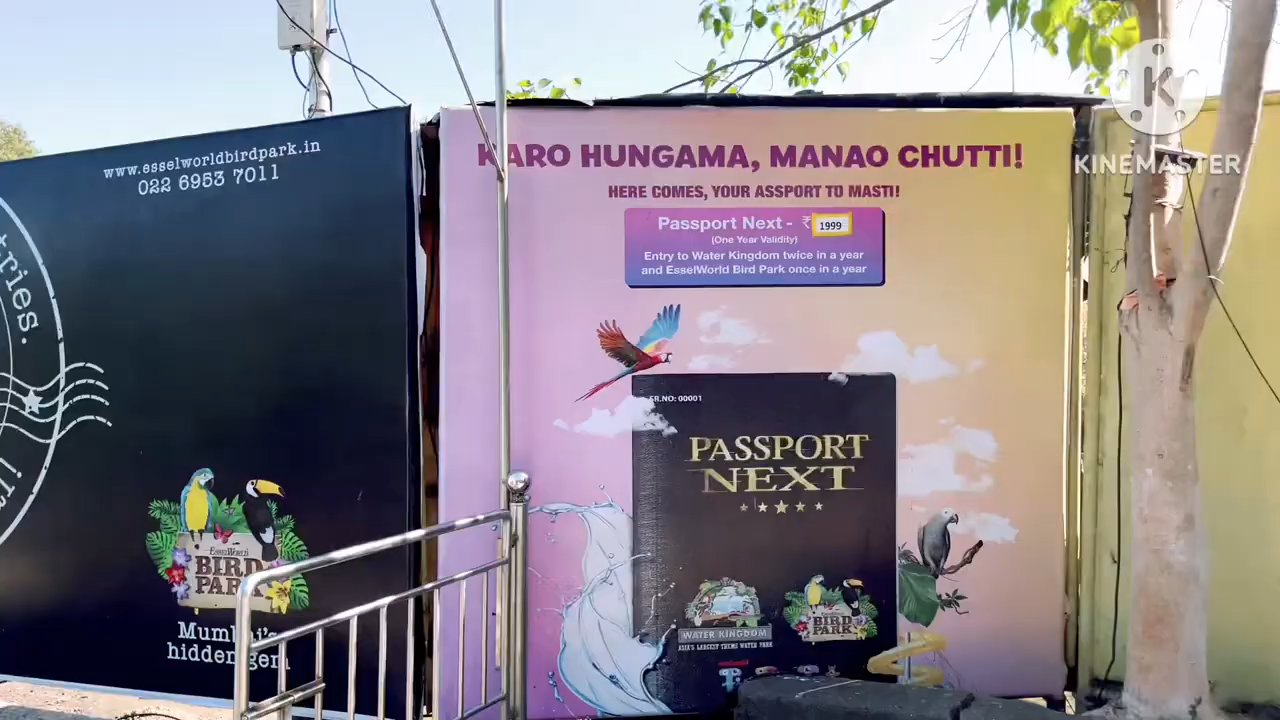 www.esselworldbirdpark.in
022 6953 7011
tries.
ESSELWORLD
BIRD
PARK
Mumbai's
hidden gem
KARO HUNGAMA, MANAO CHUTTI!
HERE COMES, YOUR ASSPORT TO MASTI!
Passport Next - ₹ 1999
(One Year Validity)
Entry to Water Kingdom twice in a year
and EsselWorld Bird Park once in a year
SR.NO: 00001
PASSPORT
NEXT
WATER KINGDOM
ASIA'S LARGEST THEME WATER PARK
BIRD
PARK
K
KINEMASTER